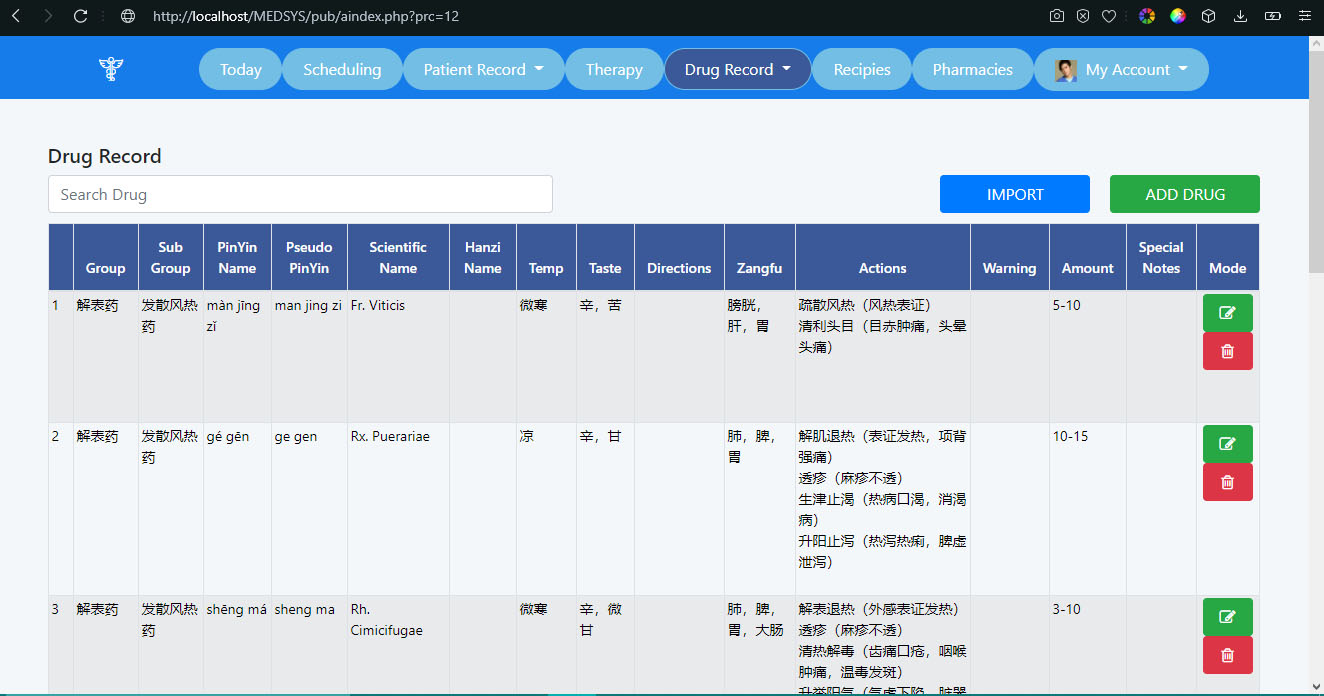 http://localhost/MEDSYS/pub/aindex.php?prc=12
Today Scheduling Patient Record Therapy Drug Record Recipies Pharmacies My Account
Drug Record
Search Drug IMPORT ADD DRUG
Group Sub Group PinYin Name Pseudo PinYin Scientific Name Hanzi Name Temp Taste Directions Zangfu Actions Warning Amount Special Notes Mode
1 解表药 发散风热 màn jīng man jing zi Fr. Viticis 微寒 辛，苦 膀胱， 疏散风热（风热表证） 5-10
药 zǐ 肝，胃 清利头目（目赤肿痛，头晕
头痛）
2 解表药 发散风热 gé gēn ge gen Rx. Puerariae 凉 辛，甘 肺，脾， 解肌退热（表证发热，项背 10-15
药 胃 强痛）
透疹（麻疹不透）
生津止渴（热病口渴，消渴
病）
升阳止泻（热泻热痢，脾虚
泄泻）
3 解表药 发散风热 shēng má sheng ma Rh. 微寒 辛，微 肺，脾， 解表退热（外感表证发热） 3-10
药 Cimicifugae 甘 胃，大肠 透疹（麻疹不透）
清热解毒（齿痛口疮，咽喉
肿痛，温毒发斑）
升举阳气（气虚下陷，脏器